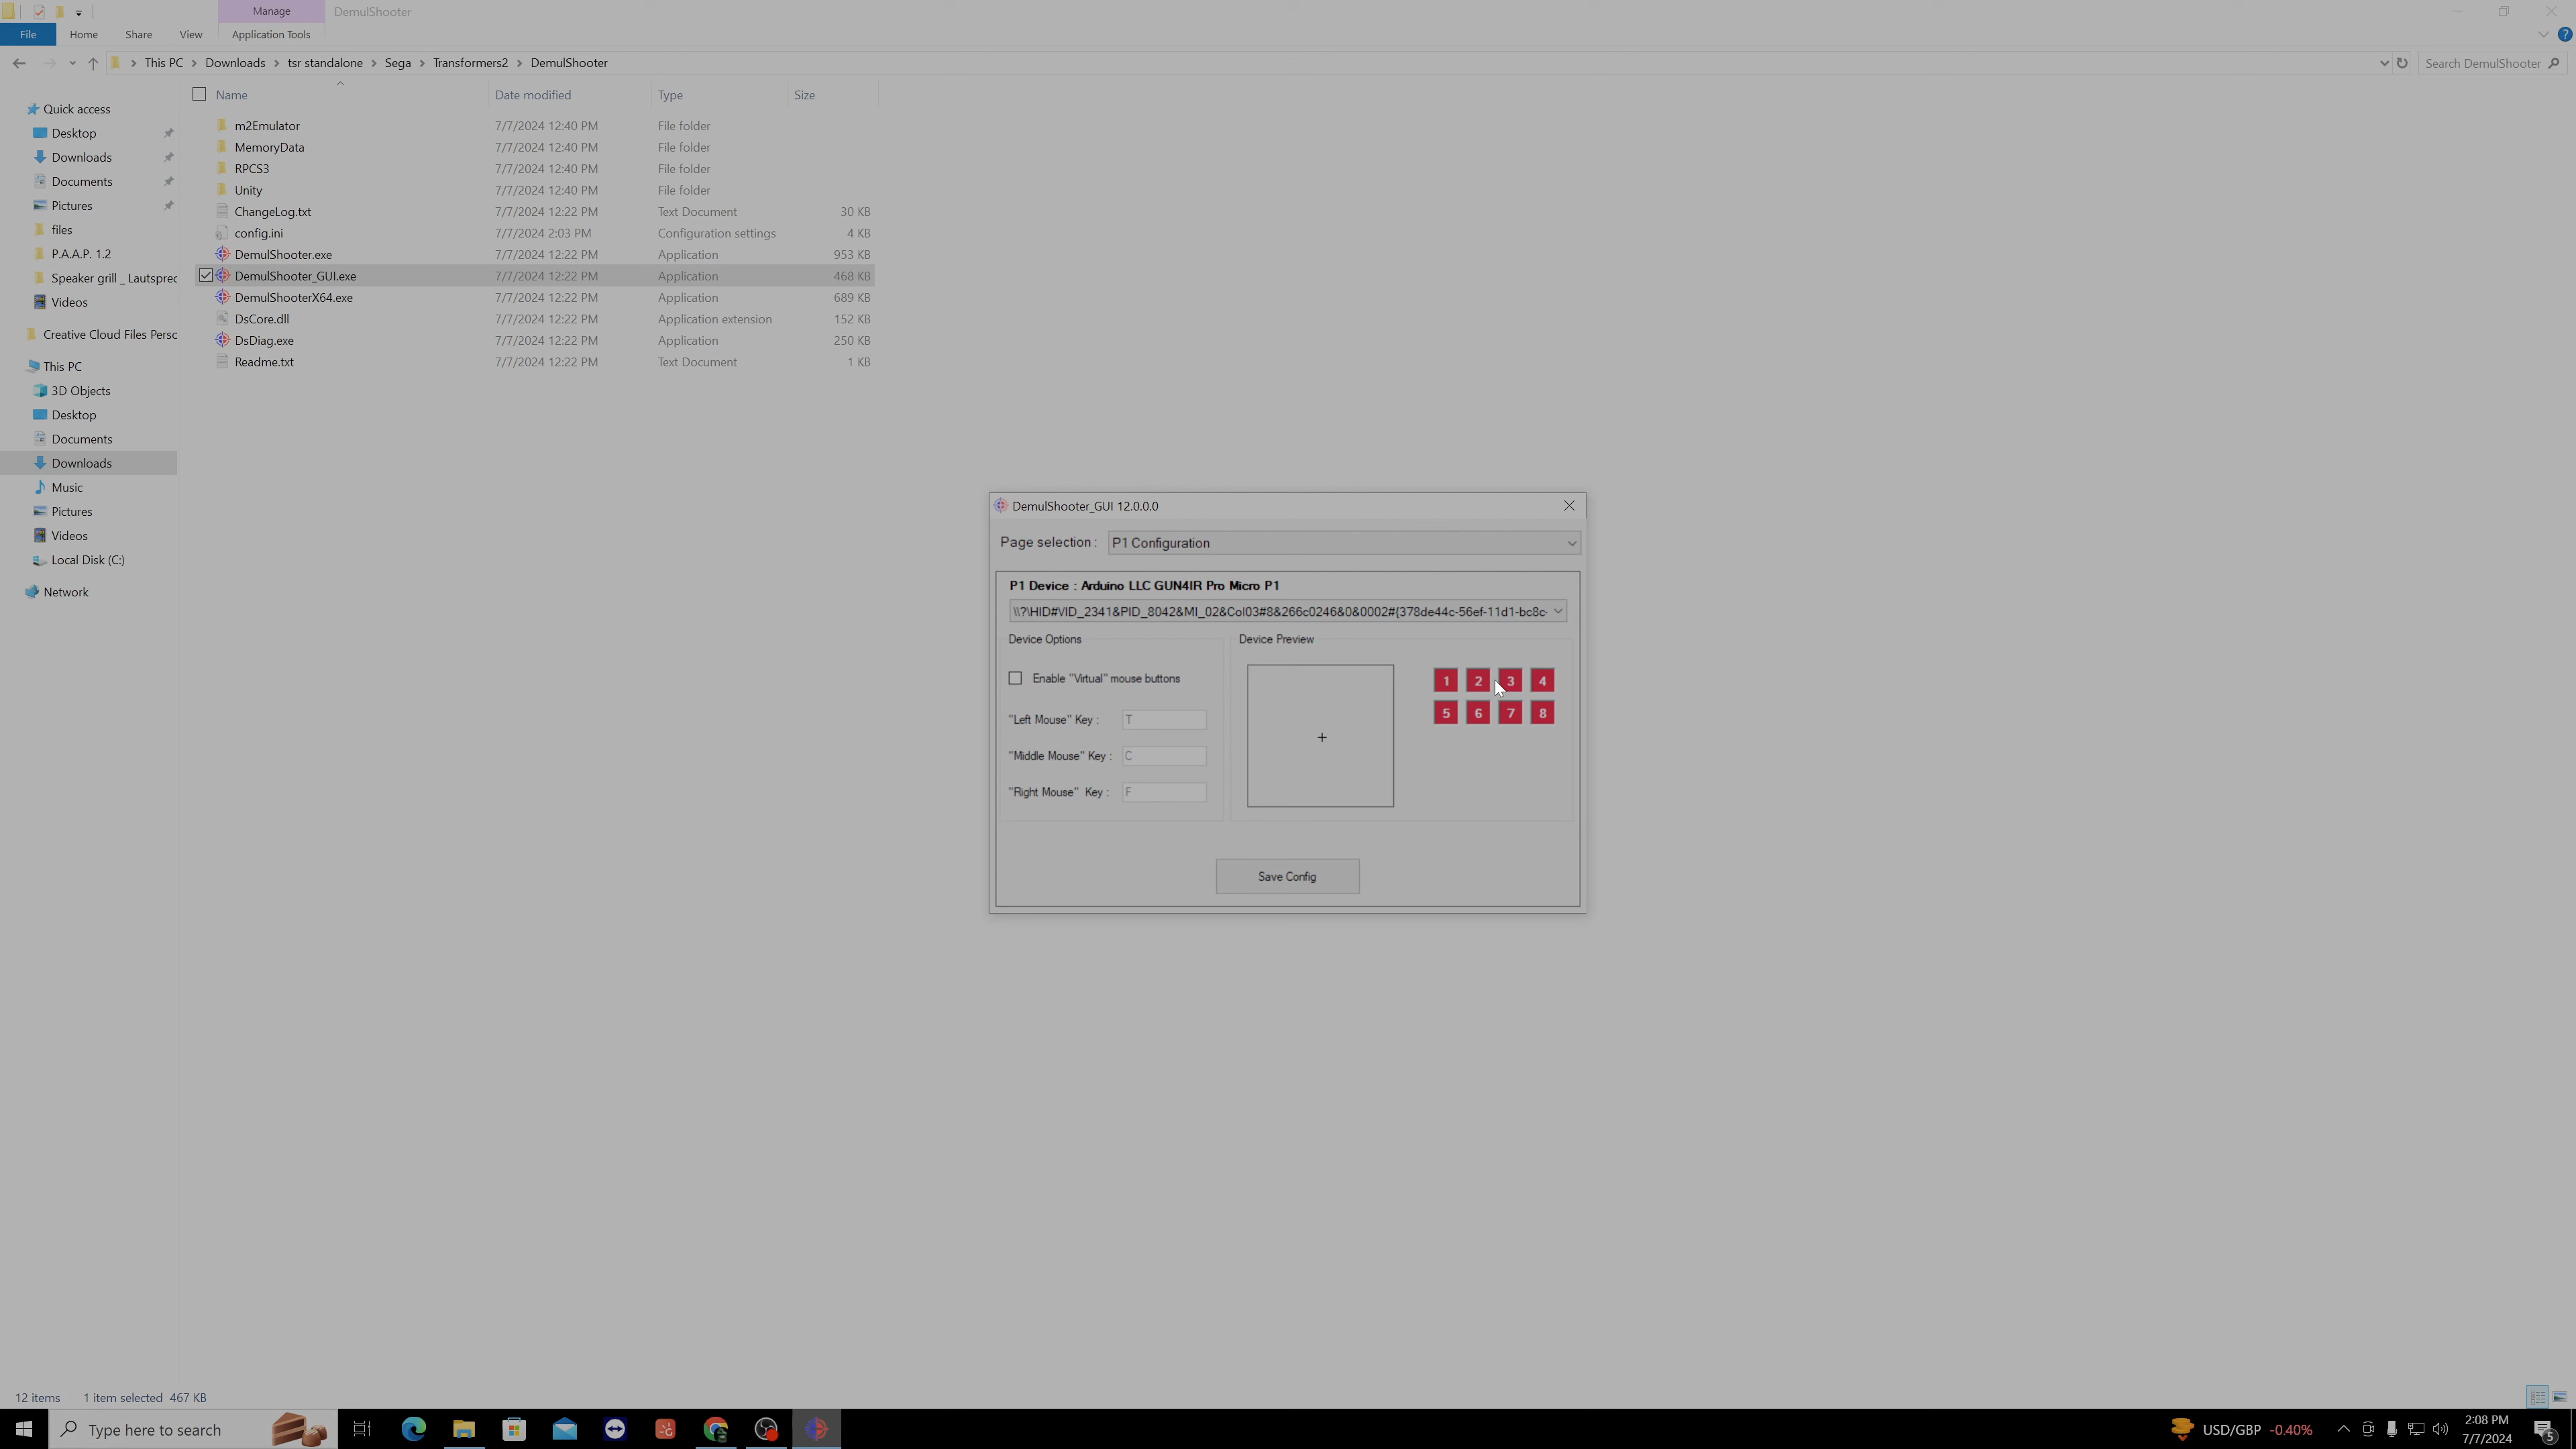 Manage
DemulShooter
File
Home
Share
View
Application Tools
This PC
Downloads
tsr standalone
Sega
Transformers2
DemulShooter
Search DemulShooter
Name
Date modified
Type
Size
Quick access
Desktop
Downloads
Documents
Pictures
files
P.A.A.P. 1.2
Speaker grill _ Lautsprec
Videos
Creative Cloud Files Persc
This PC
3D Objects
Desktop
Documents
Downloads
Music
Pictures
Videos
Local Disk (C:)
Network
m2Emulator 7/7/2024 12:40 PM File folder
MemoryData 7/7/2024 12:40 PM File folder
RPCS3 7/7/2024 12:40 PM File folder
Unity 7/7/2024 12:40 PM File folder
ChangeLog.txt 7/7/2024 12:22 PM Text Document 30 KB
config.ini 7/7/2024 2:03 PM Configuration settings 4 KB
DemulShooter.exe 7/7/2024 12:22 PM Application 953 KB
DemulShooter_GUI.exe 7/7/2024 12:22 PM Application 468 KB
DemulShooterX64.exe 7/7/2024 12:22 PM Application 689 KB
DsCore.dll 7/7/2024 12:22 PM Application extension 152 KB
DsDiag.exe 7/7/2024 12:22 PM Application 250 KB
Readme.txt 7/7/2024 12:22 PM Text Document 1 KB
DemulShooter_GUI 12.0.0.0
Page selection : P1 Configuration
P1 Device : Arduino LLC GUN4IR Pro Micro P1
\\?\HID#VID_2341&PID_8042&MI_02&Col03#8&266c0246&0&0002#{378de44c-56ef-11d1-bc8c-
Device Options
Device Preview
Enable "Virtual" mouse buttons
"Left Mouse" Key : T
"Middle Mouse" Key : C
"Right Mouse" Key : F
1 2 3 4
5 6 7 8
+
Save Config
12 items 1 item selected 467 KB
Type here to search
USD/GBP -0.40%
2:08 PM
7/7/2024
5